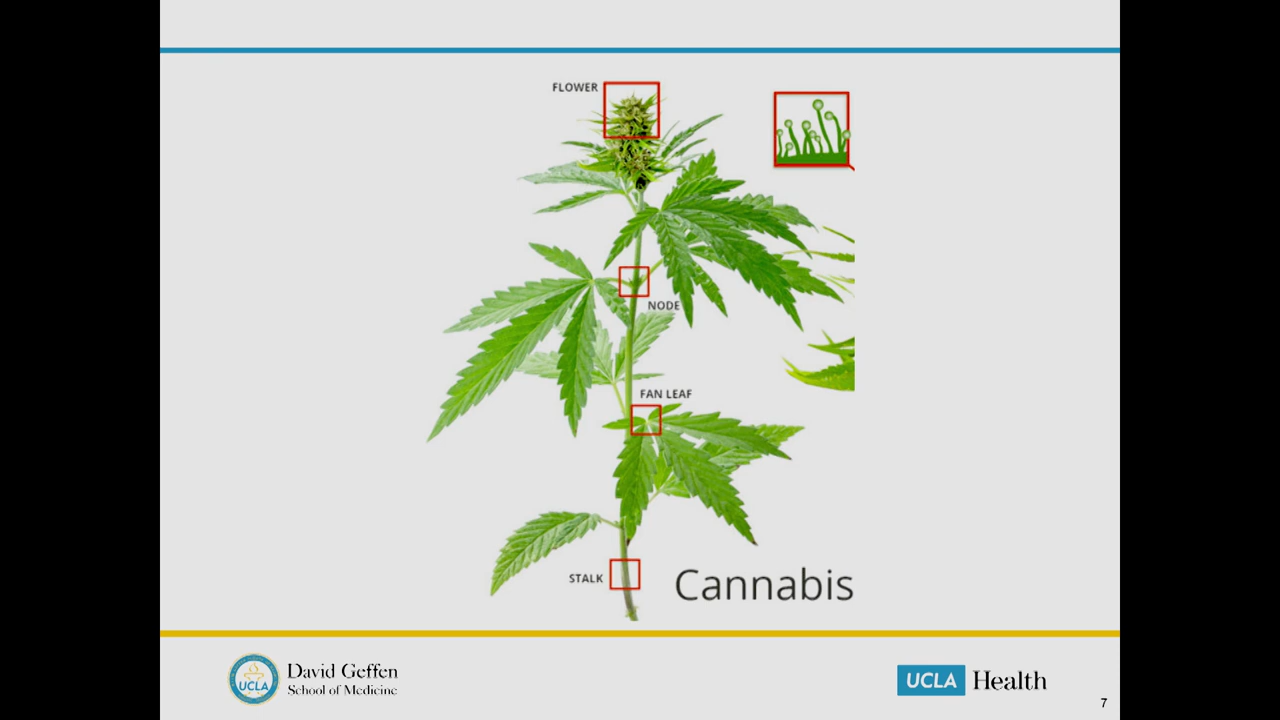 FLOWER
NODE
FAN LEAF
STALK
Cannabis
UCLA
David Geffen
School of Medicine
UCLA Health
7